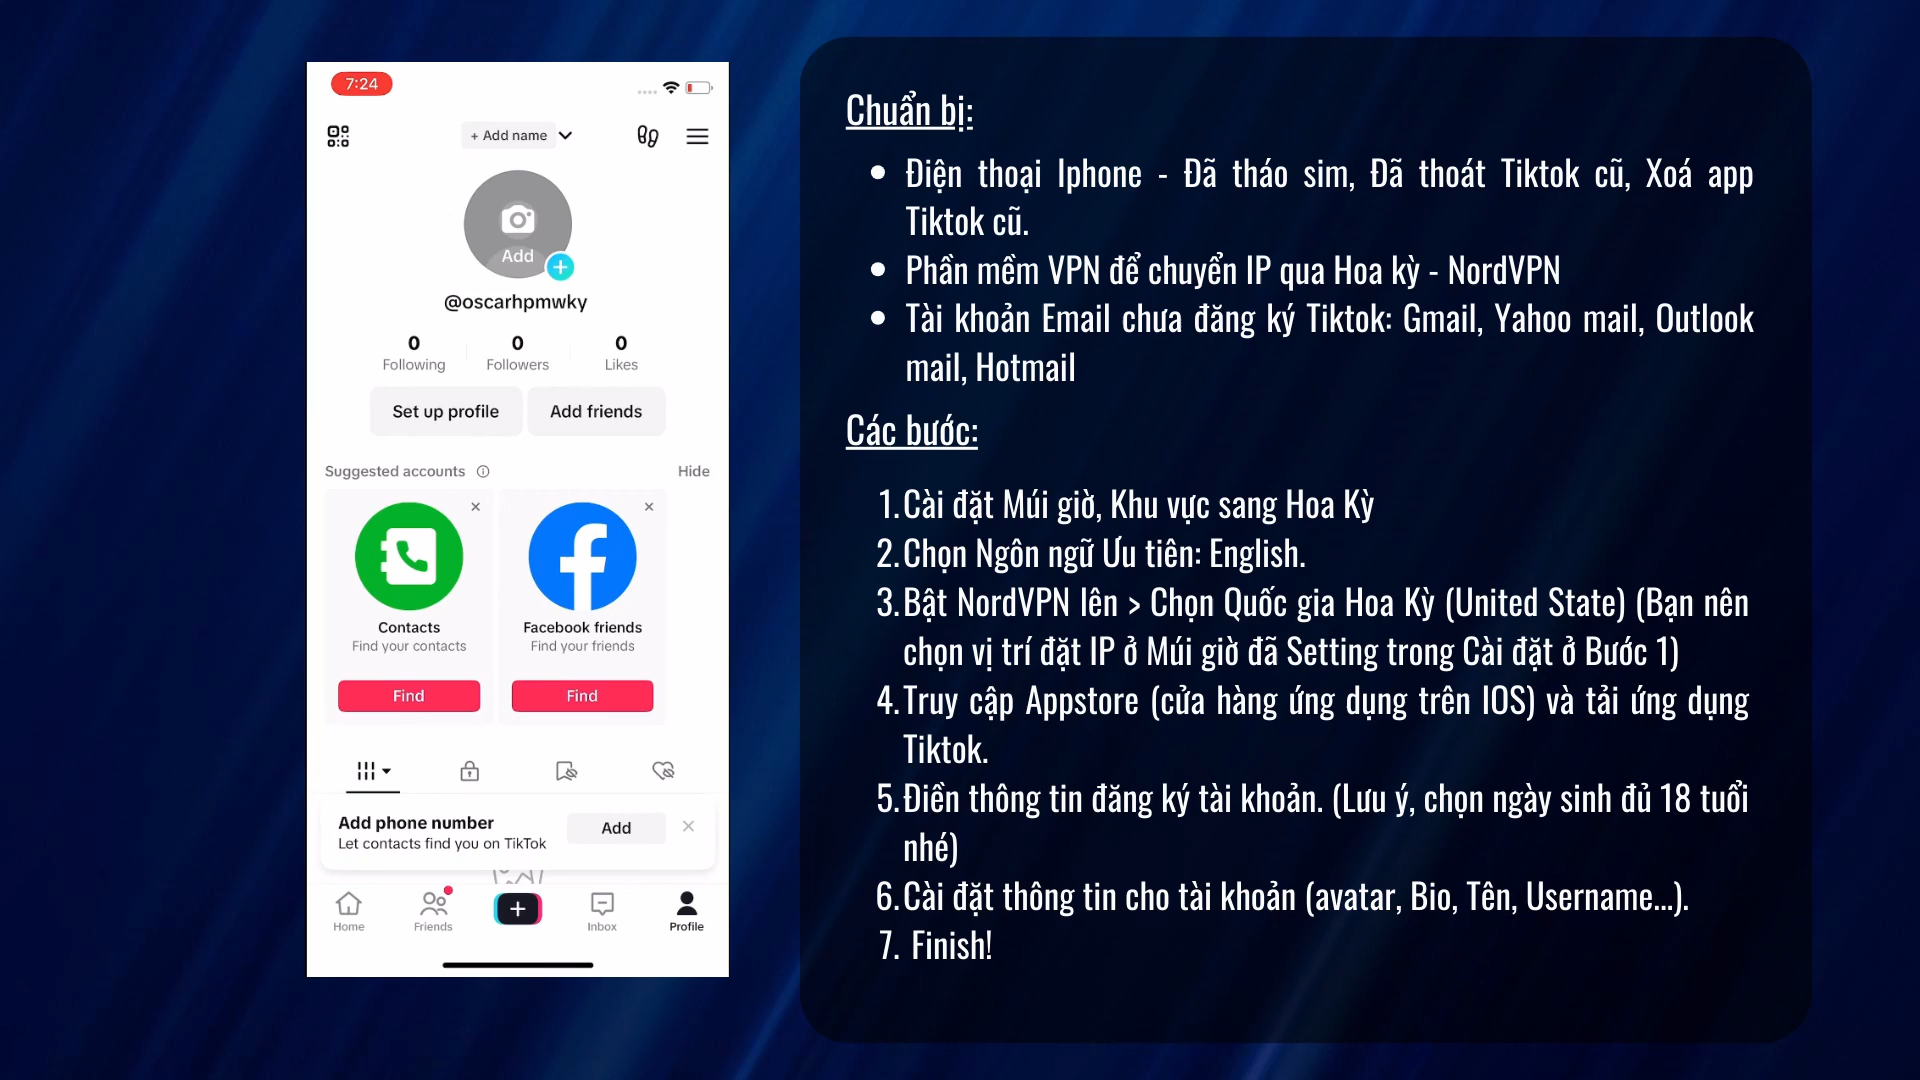 7:24
+ Add name
Add
@oscarhpmwky
0 0 0
Following Followers Likes
Set up profile Add friends
Suggested accounts Hide
Contacts Facebook friends
Find your contacts Find your friends
Find Find
Add phone number
Let contacts find you on TikTok
Add
Home Friends Inbox Profile
Chuẩn bị:
• Điện thoại Iphone - Đã tháo sim, Đã thoát Tiktok cũ, Xoá app
Tiktok cũ.
• Phần mềm VPN để chuyển IP qua Hoa kỳ - NordVPN
• Tài khoản Email chưa đăng ký Tiktok: Gmail, Yahoo mail, Outlook
mail, Hotmail
Các bước:
1. Cài đặt Múi giờ, Khu vực sang Hoa Kỳ
2. Chọn Ngôn ngữ Ưu tiên: English.
3. Bật NordVPN lên > Chọn Quốc gia Hoa Kỳ (United State) (Bạn nên
chọn vị trí đặt IP ở Múi giờ đã Setting trong Cài đặt ở Bước 1)
4. Truy cập Appstore (cửa hàng ứng dụng trên IOS) và tải ứng dụng
Tiktok.
5. Điền thông tin đăng ký tài khoản. (Lưu ý, chọn ngày sinh đủ 18 tuổi
nhé)
6. Cài đặt thông tin cho tài khoản (avatar, Bio, Tên, Username...).
7. Finish!